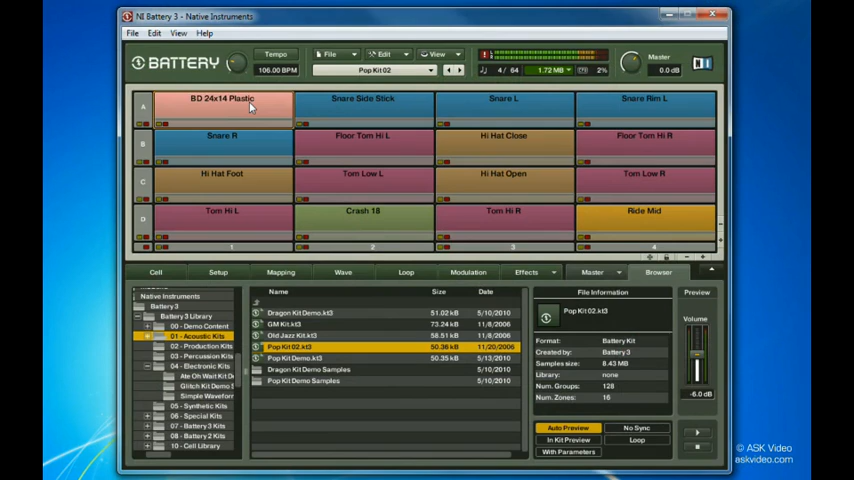 NI Battery 3 - Native Instruments
File Edit View Help
BATTERY
Tempo
106.00 BPM
File Edit View
Pop Kit 02
4 / 64 1.72 MB 2%
Master
0.0 dB
A BD 24x14 Plastic Snare Side Stick Snare L Snare Rim L
B Snare R Floor Tom Hi L Hi Hat Close Floor Tom Hi R
C Hi Hat Foot Tom Low L Hi Hat Open Tom Low R
D Tom Hi L Crash 18 Tom Hi R Ride Mid
1 2 3 4
Cell Setup Mapping Wave Loop Modulation Effects Master Browser
Native Instruments
Battery 3
Battery 3 Library
00 - Demo Content
01 - Acoustic Kits
02 - Production Kits
03 - Percussion Kits
04 - Electronic Kits
Ate Oh Wait Kit D
Glitch Kit Demo S
Simple Waveform
05 - Synthetic Kits
06 - Special Kits
07 - Battery 3 Kits
08 - Battery 2 Kits
10 - Cell Library
Name Size Date
Dragon Kit Demo.kt3 51.02 kB 5/10/2010
GM Kit.kt3 73.24 kB 11/8/2006
Old Jazz Kit.kt3 58.51 kB 11/8/2006
Pop Kit 02.kt3 50.36 kB 11/20/2006
Pop Kit Demo.kt3 50.35 kB 5/13/2010
Dragon Kit Demo Samples 5/10/2010
Pop Kit Demo Samples 5/10/2010
File Information
Pop Kit 02.kt3
Format: Battery Kit
Created by: Battery 3
Samples size: 8.43 MB
Library: none
Num. Groups: 128
Num. Zones: 16
Auto Preview No Sync
In Kit Preview Loop
With Parameters
Preview
Volume
-6.0 dB
© ASK Video
askvideo.com